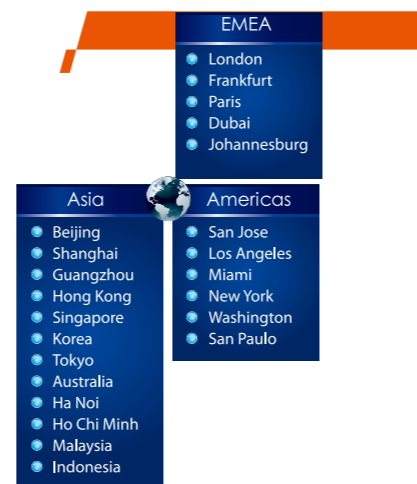 EMEA
London
Frankfurt
Paris
Dubai
Johannesburg
Asia
Beijing
Shanghai
Guangzhou
Hong Kong
Singapore
Korea
Tokyo
Australia
Ha Noi
Ho Chi Minh
Malaysia
Indonesia
Americas
San Jose
Los Angeles
Miami
New York
Washington
San Paulo